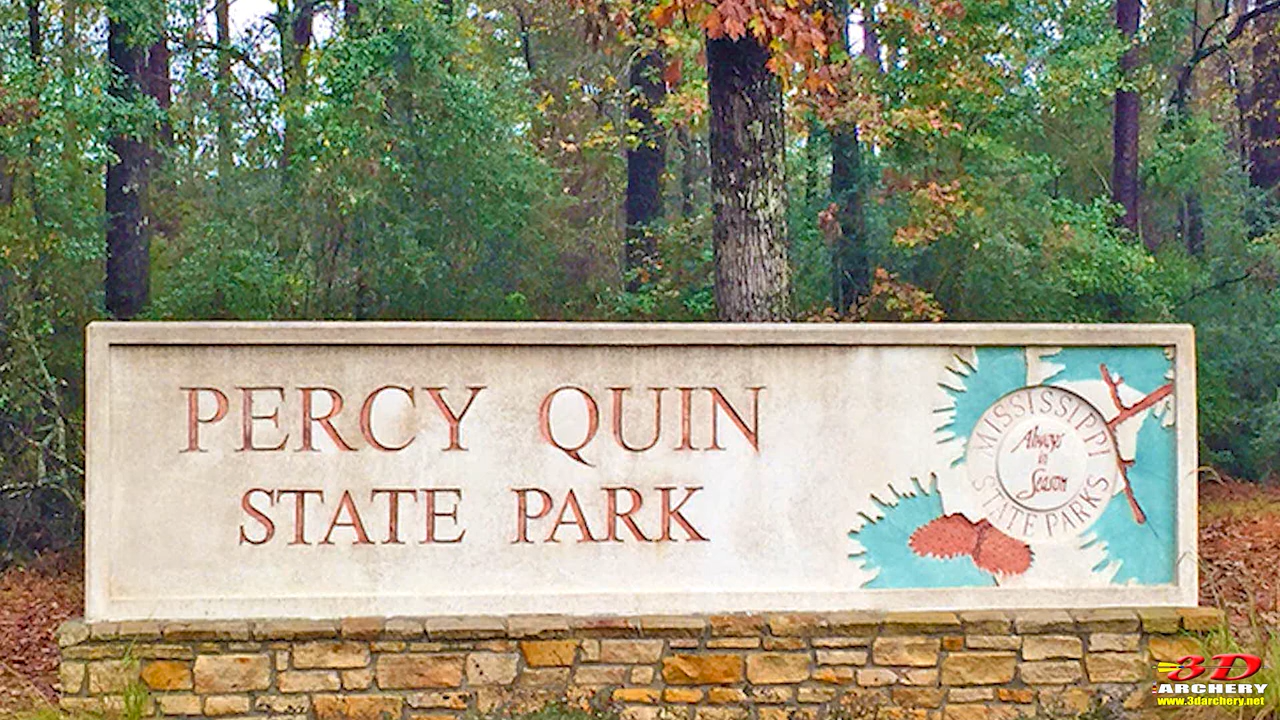 PERCY QUIN
STATE PARK
MISSISSIPPI
Always
in
Season
STATE PARKS
3D
ARCHERY
www.3darchery.net